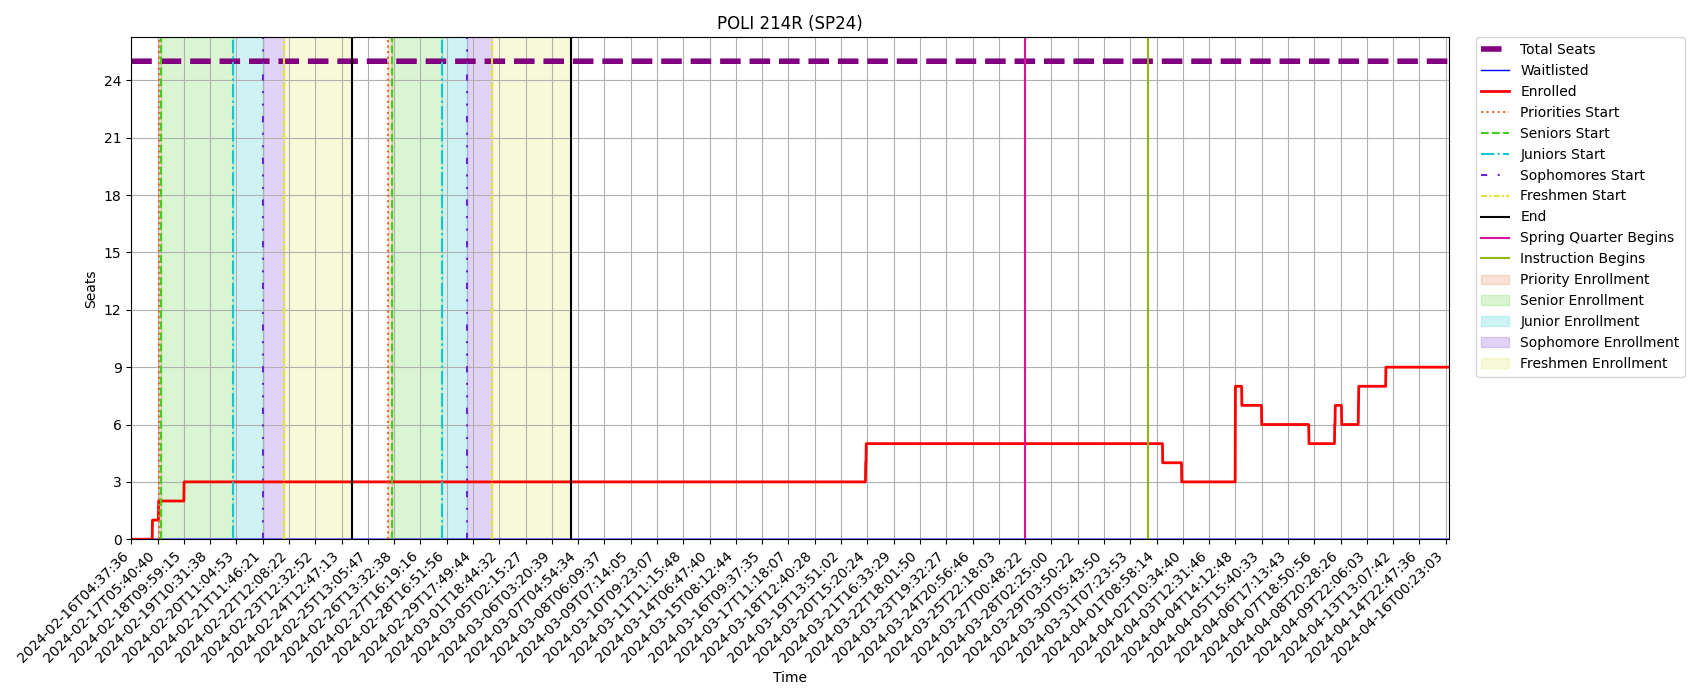 POLI 214R (SP24)
Total Seats
Waitlisted
Enrolled
Priorities Start
Seniors Start
Juniors Start
Sophomores Start
Freshmen Start
End
Spring Quarter Begins
Instruction Begins
Priority Enrollment
Senior Enrollment
Junior Enrollment
Sophomore Enrollment
Freshmen Enrollment
Seats
24
21
18
15
12
9
6
3
0
2024-02-16T04:37:36
2024-02-17T05:40:40
2024-02-18T09:59:15
2024-02-19T10:31:38
2024-02-20T11:04:53
2024-02-21T11:46:21
2024-02-22T12:08:22
2024-02-23T12:32:52
2024-02-24T12:47:13
2024-02-25T13:05:47
2024-02-26T13:32:38
2024-02-27T16:19:16
2024-02-28T16:51:56
2024-02-29T17:49:44
2024-03-01T18:44:32
2024-03-05T02:15:27
2024-03-06T03:20:39
2024-03-07T04:54:34
2024-03-08T06:09:37
2024-03-09T07:14:05
2024-03-10T09:23:07
2024-03-11T11:15:48
2024-03-14T06:47:40
2024-03-15T08:12:44
2024-03-16T09:37:35
2024-03-17T11:18:07
2024-03-18T12:40:28
2024-03-19T13:51:02
2024-03-20T15:20:24
2024-03-21T16:33:29
2024-03-22T18:01:50
2024-03-23T19:32:27
2024-03-24T20:56:46
2024-03-25T22:18:03
2024-03-27T00:48:22
2024-03-28T02:25:00
2024-03-29T03:50:22
2024-03-30T05:43:50
2024-03-31T07:23:53
2024-04-01T08:58:14
2024-04-02T10:34:40
2024-04-03T12:31:46
2024-04-04T14:12:48
2024-04-05T15:40:33
2024-04-06T17:13:43
2024-04-07T18:50:56
2024-04-08T20:28:26
2024-04-09T22:06:03
2024-04-13T13:07:42
2024-04-14T22:47:36
2024-04-16T00:23:03
Time